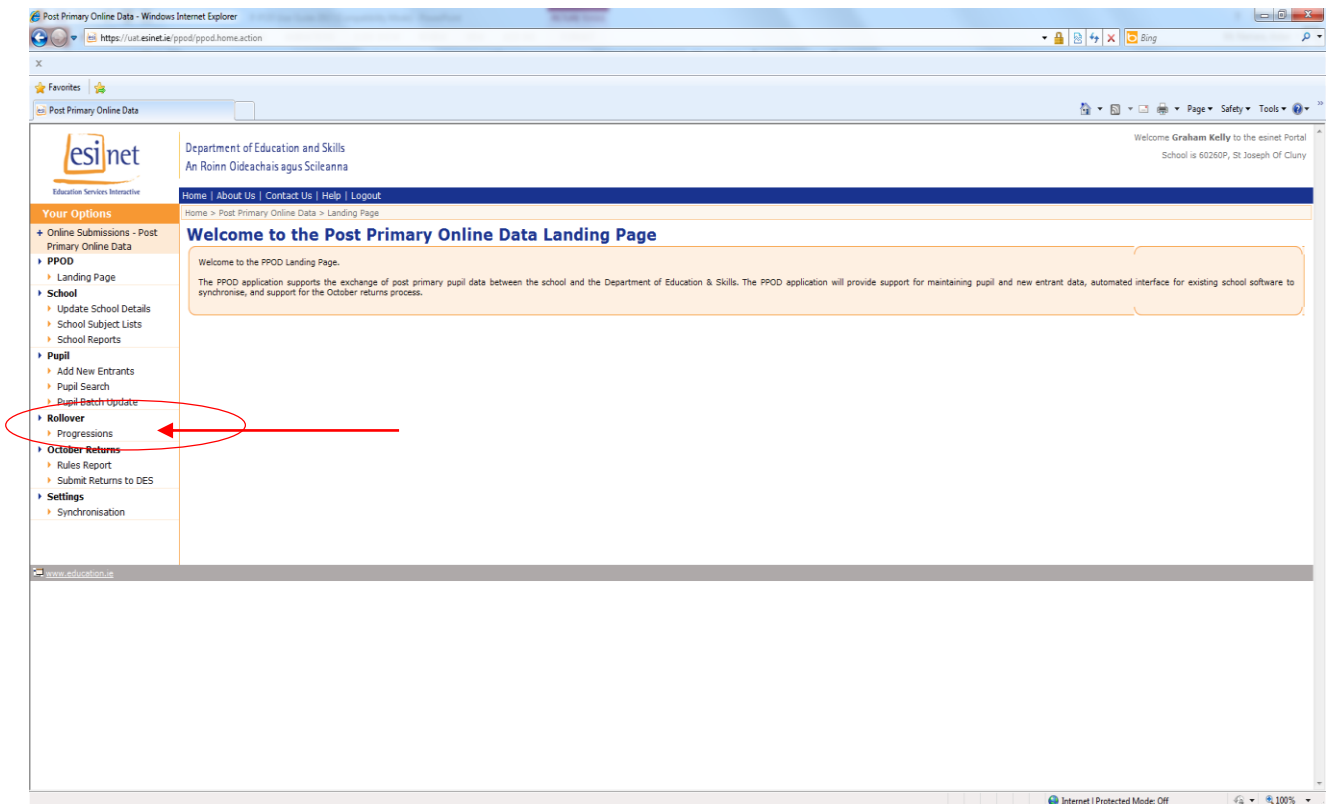 Post Primary Online Data - Windows Internet Explorer
https://uat.esinet.ie/ppod/ppod.home.action
Bing
x
Favorites
Post Primary Online Data
Page Safety Tools
esinet
Education Services Interactive
Department of Education and Skills
An Roinn Oideachais agus Scileanna
Welcome Graham Kelly to the esinet Portal
School is 60260P, St Joseph Of Cluny
Home | About Us | Contact Us | Help | Logout
Your Options
+ Online Submissions - Post
Primary Online Data
PPOD
Landing Page
School
Update School Details
School Subject Lists
School Reports
Pupil
Add New Entrants
Pupil Search
Pupil Batch Update
Rollover
Progressions
October Returns
Rules Report
Submit Returns to DES
Settings
Synchronisation
Home > Post Primary Online Data > Landing Page
Welcome to the Post Primary Online Data Landing Page
Welcome to the PPOD Landing Page.
The PPOD application supports the exchange of post primary pupil data between the school and the Department of Education & Skills. The PPOD application will provide support for maintaining pupil and new entrant data, automated interface for existing school software to
synchronise, and support for the October returns process.
www.education.ie
Internet | Protected Mode: Off
100%